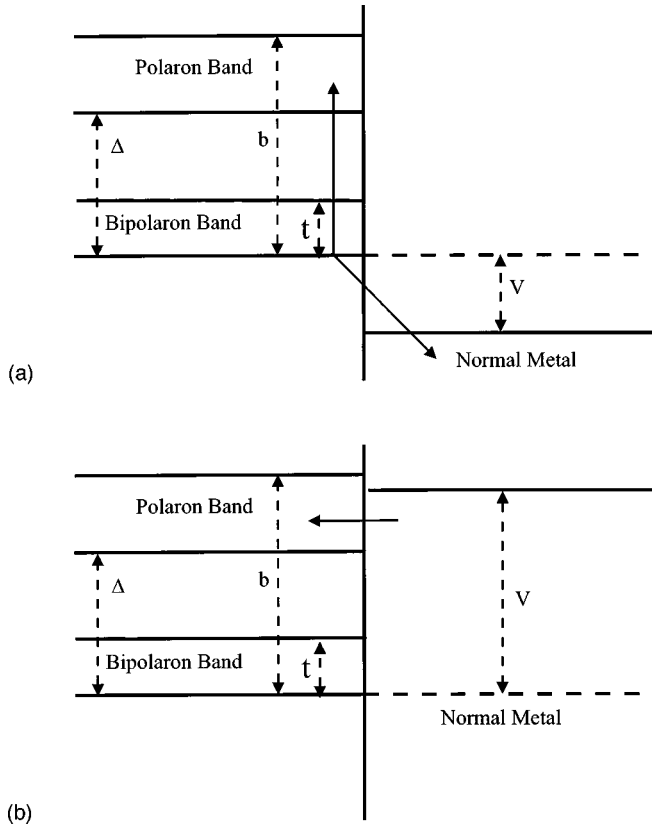 Polaron Band
Δ
b
Bipolaron Band
t
V
Normal Metal
(a)
Polaron Band
Δ
b
V
Bipolaron Band
t
Normal Metal
(b)